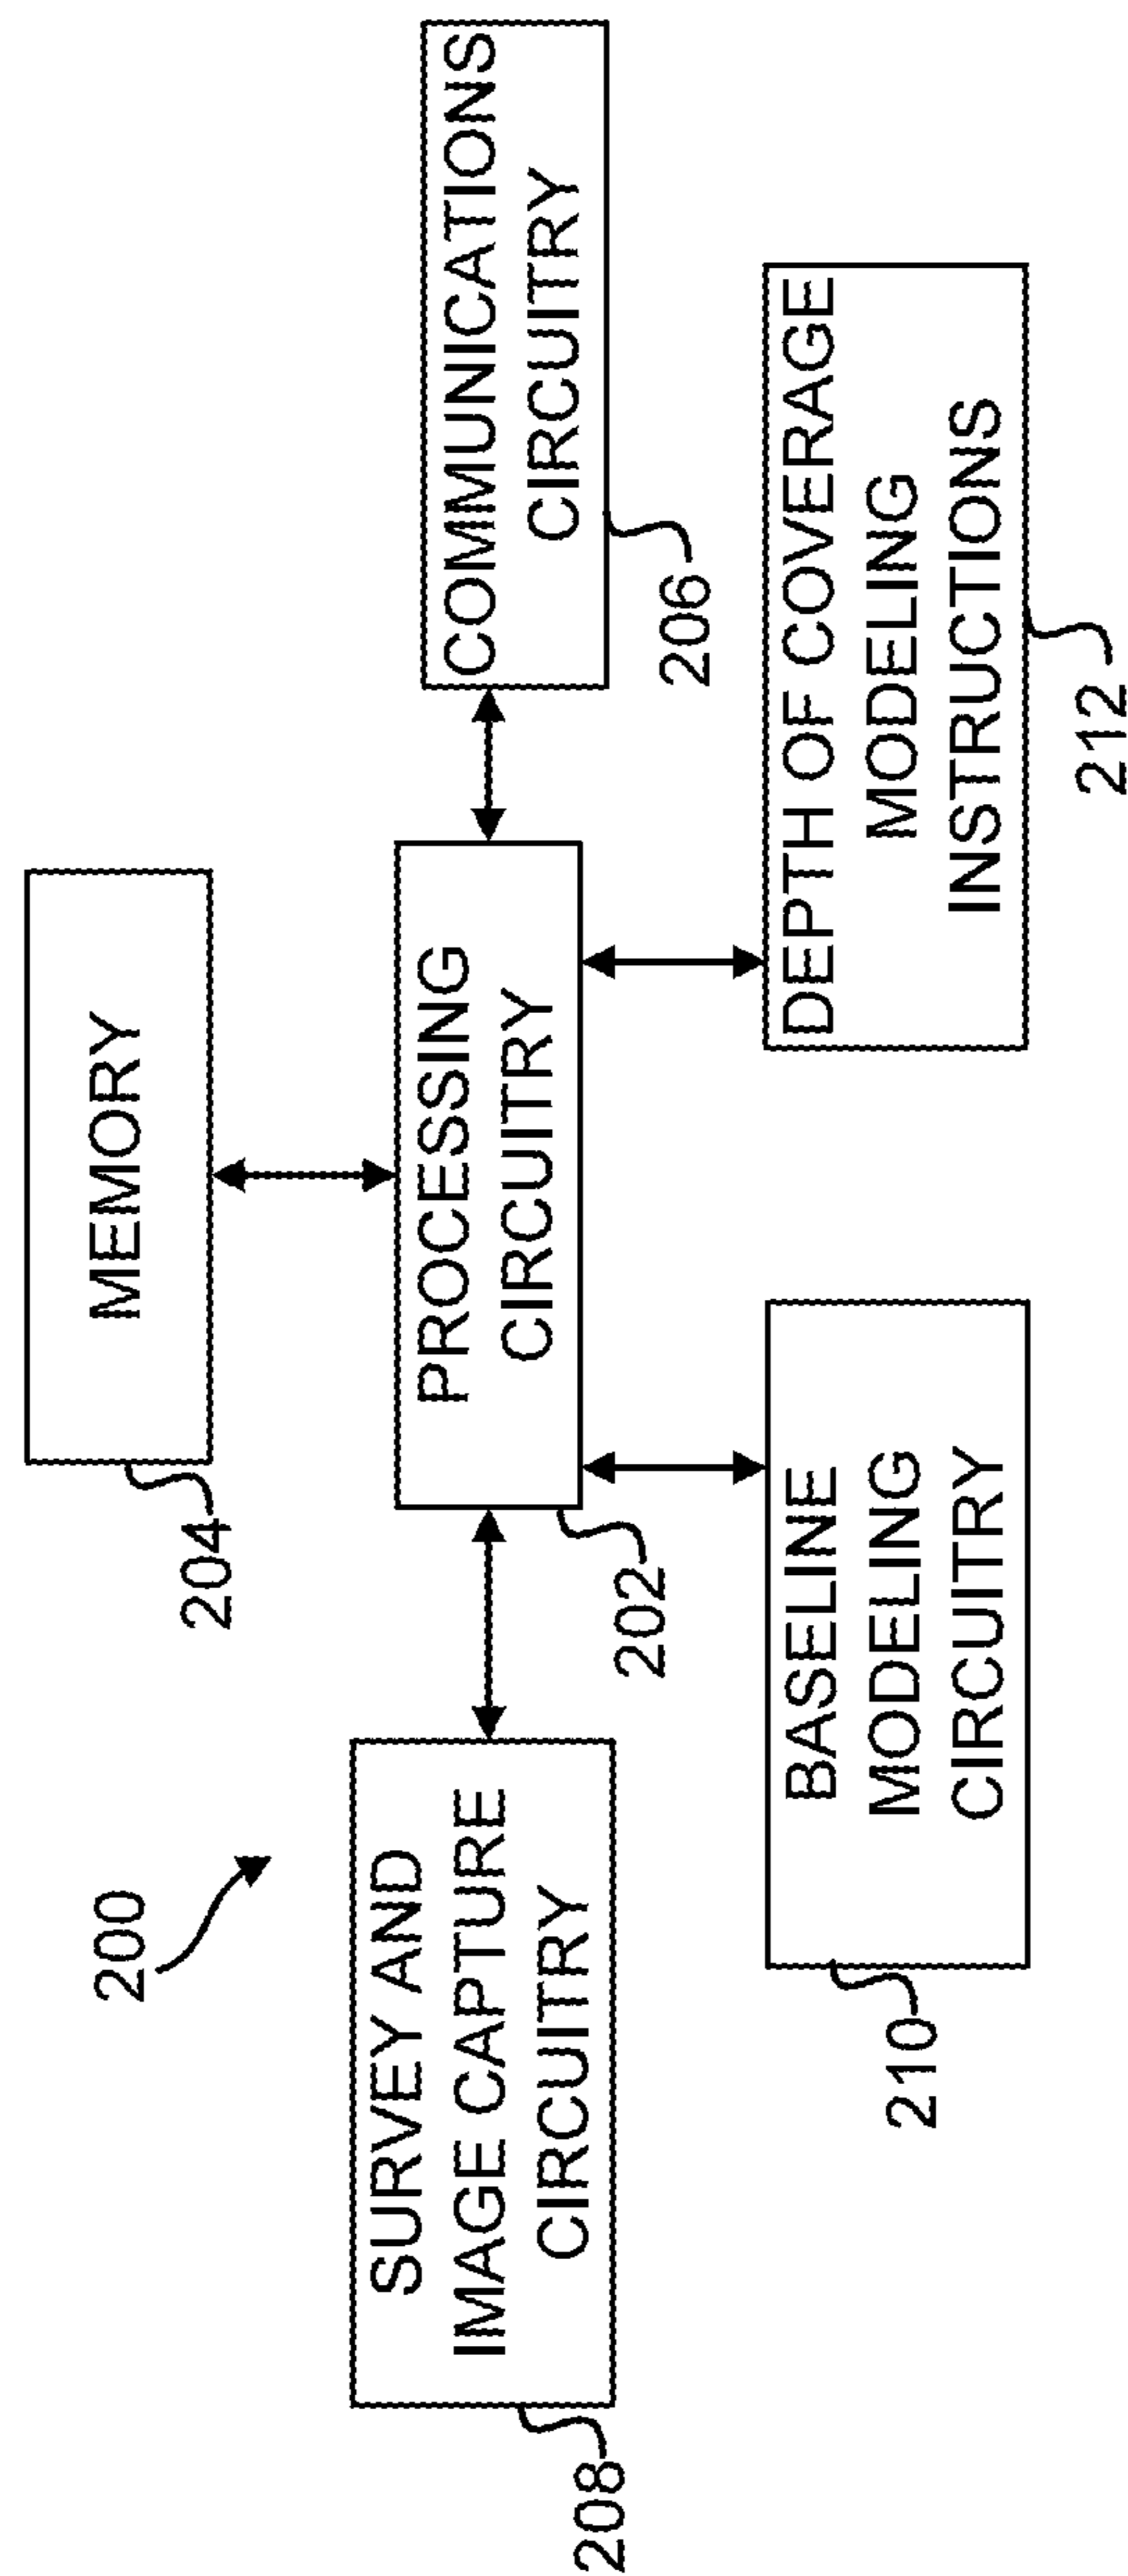 200
MEMORY
204
SURVEY AND
IMAGE CAPTURE
CIRCUITRY
208
PROCESSING
CIRCUITRY
202
COMMUNICATIONS
CIRCUITRY
206
BASELINE
MODELING
CIRCUITRY
210
DEPTH OF COVERAGE
MODELING
INSTRUCTIONS
212